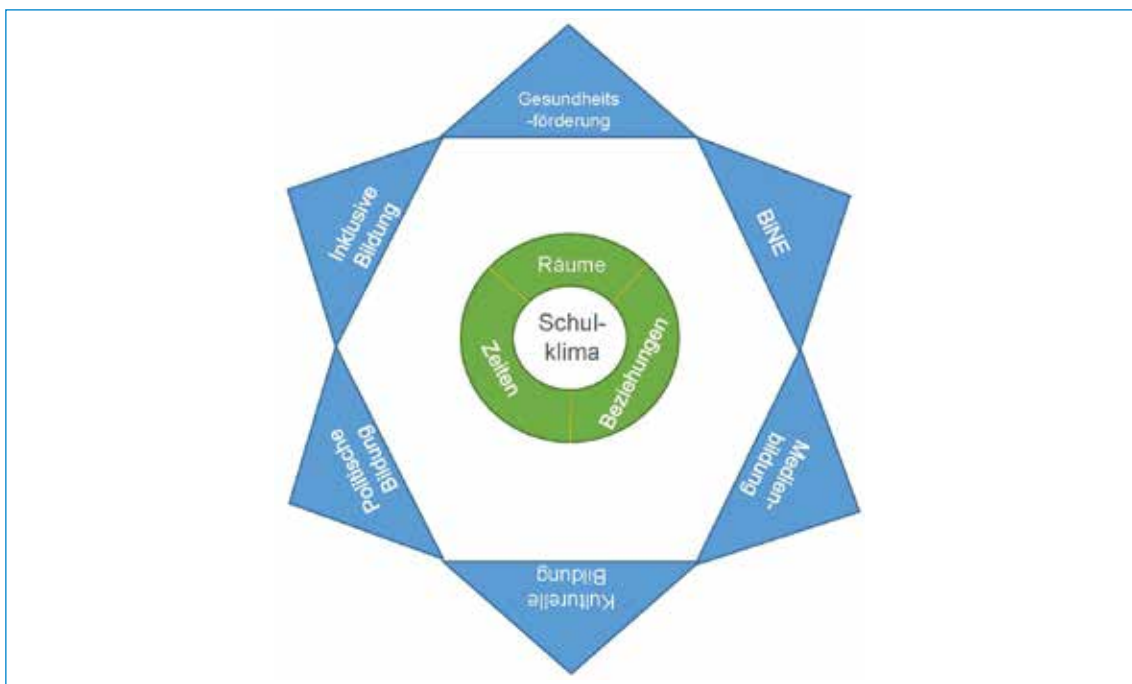 Gesundheits
-förderung
BiNE
Medien-
bildung
Kulturelle
Bildung
Politische
Bildung
Inklusive
Bildung
Räume
Beziehungen
Zeiten
Schul-
klima